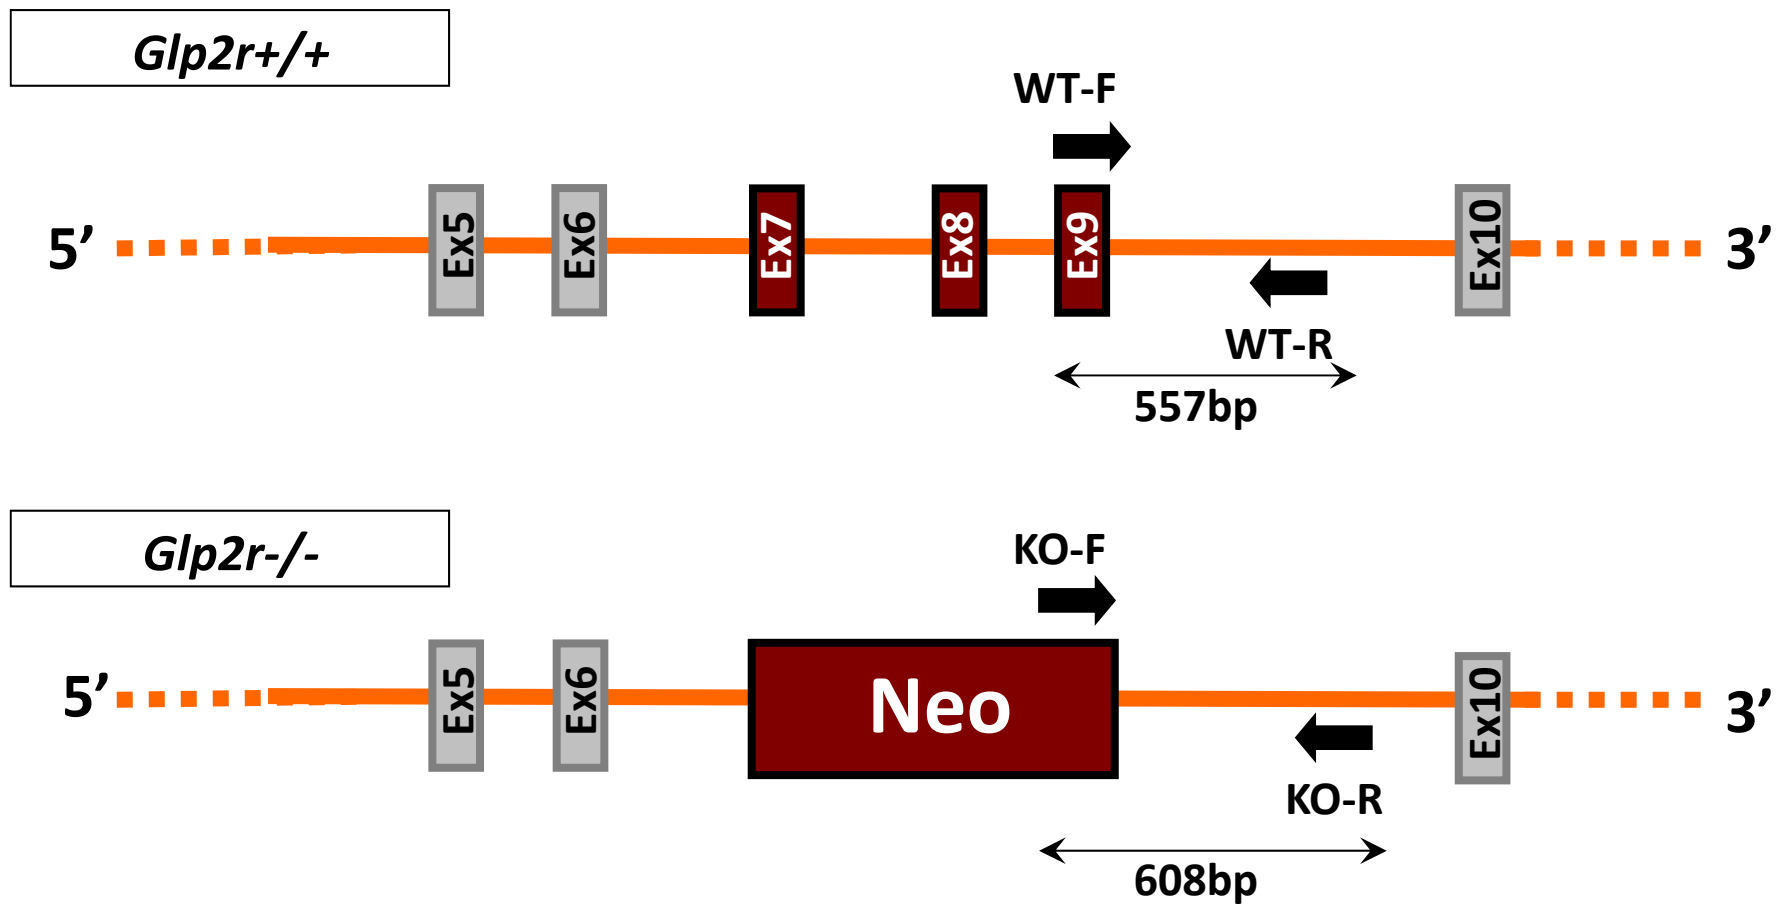 Glp2r+/+
WT-F
5’
Ex5
Ex6
Ex7
Ex8
Ex9
Ex10
3’
WT-R
557bp
Glp2r-/-
KO-F
5’
Ex5
Ex6
Neo
Ex10
3’
KO-R
608bp